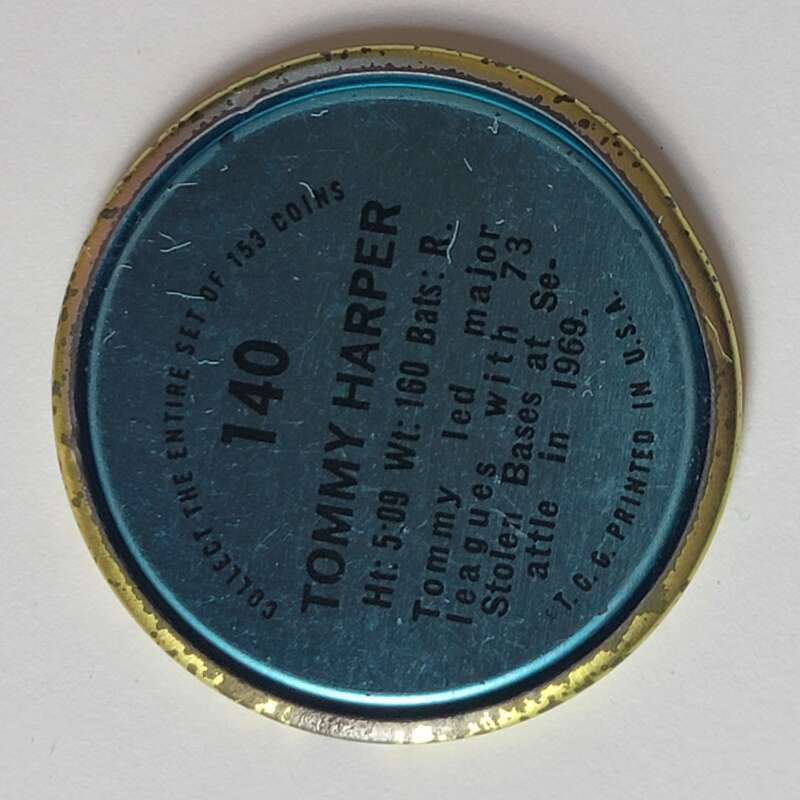 COLLECT THE ENTIRE SET OF 153 COINS
140
TOMMY HARPER
Ht: 5-09 Wt: 160 Bats: R.
Tommy led major
leagues with 73
Stolen Bases at Se-
attle in 1969.
©T.C.G. PRINTED IN U.S.A.